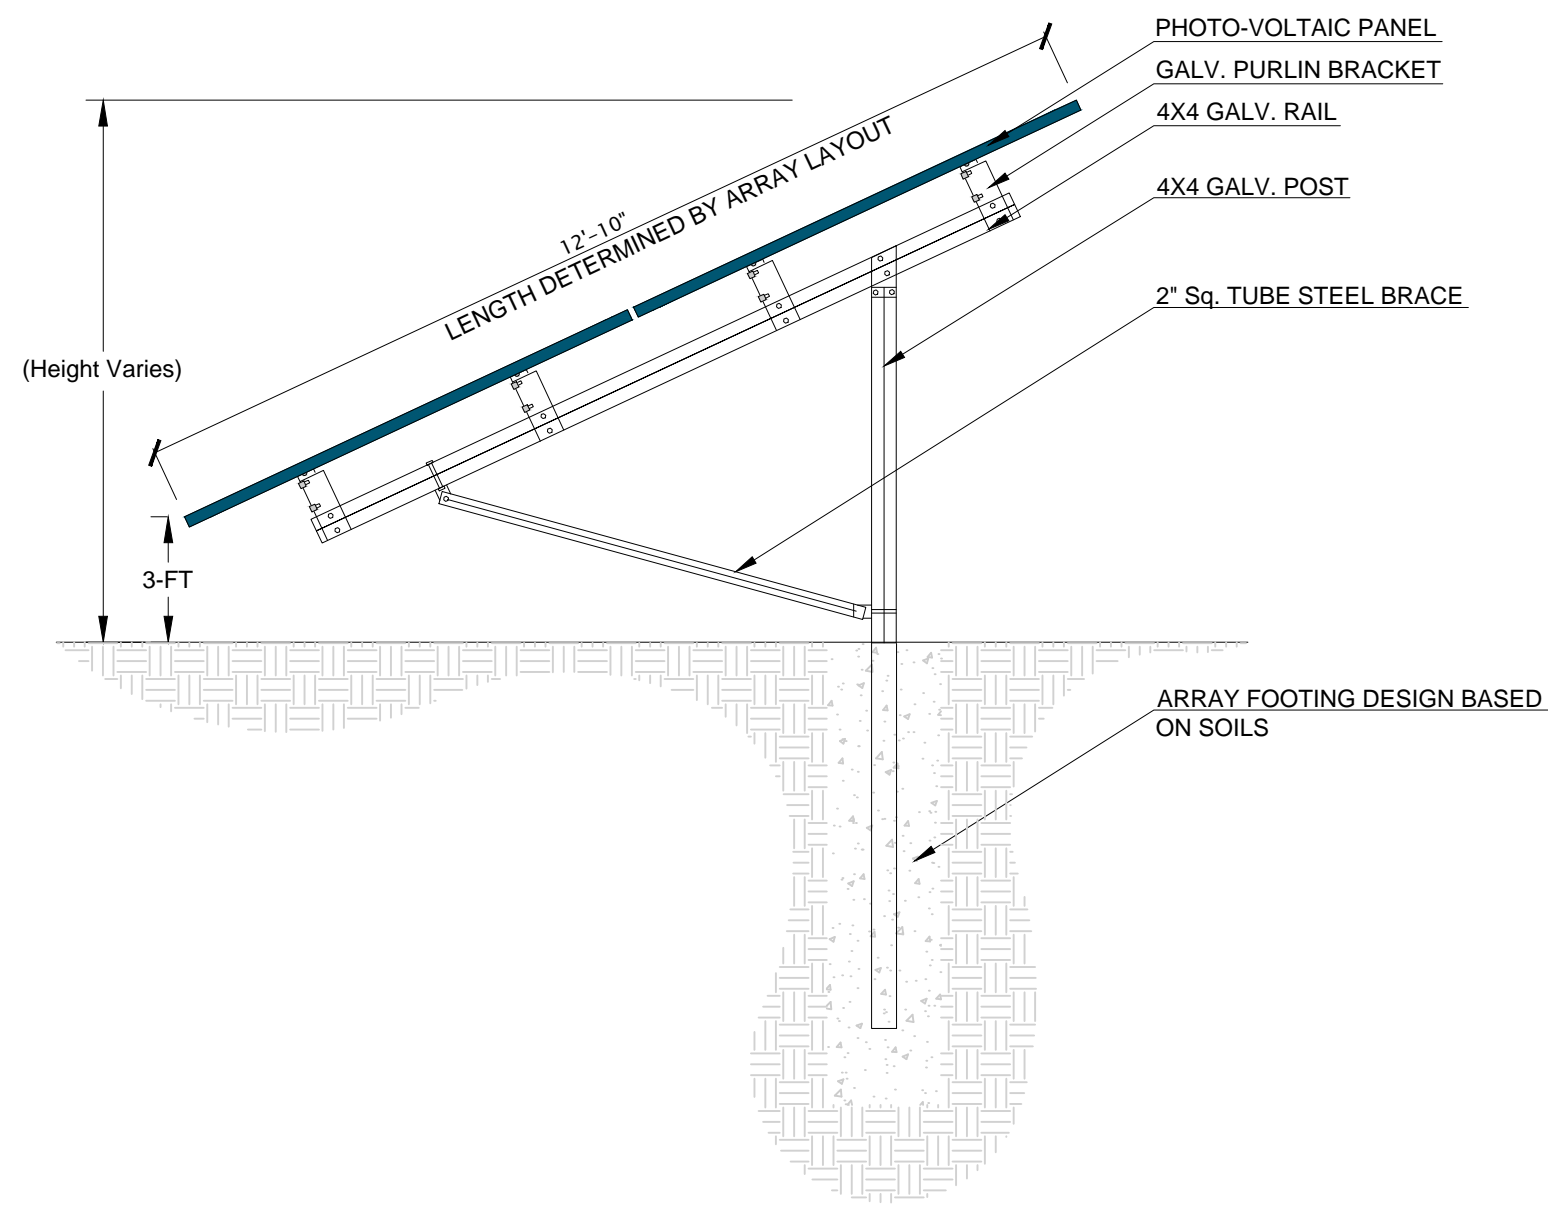 PHOTO-VOLTAIC PANEL
GALV. PURLIN BRACKET
4X4 GALV. RAIL
4X4 GALV. POST
12'-10"
LENGTH DETERMINED BY ARRAY LAYOUT
2" Sq. TUBE STEEL BRACE
(Height Varies)
3-FT
ARRAY FOOTING DESIGN BASED
ON SOILS